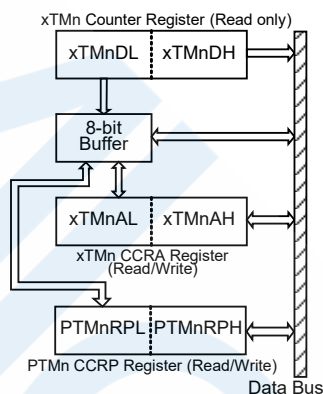 xTMn Counter Register (Read only)
xTMnDL xTMnDH
8-bit
Buffer
xTMnAL xTMnAH
xTMn CCRA Register
(Read/Write)
PTMnRPL PTMnRPH
PTMn CCRP Register (Read/Write)
Data Bus